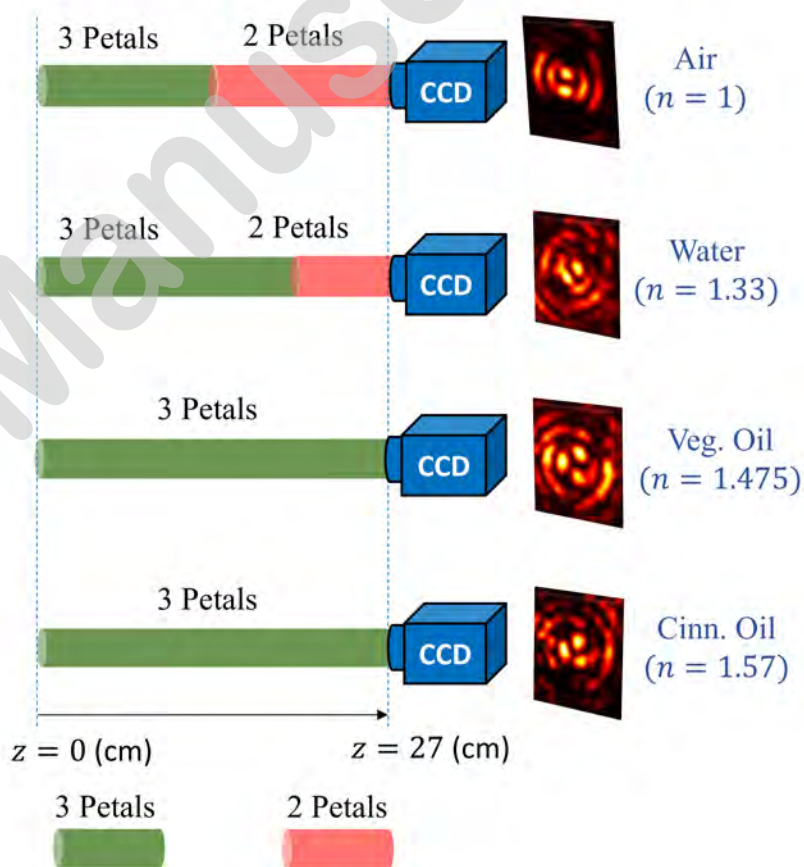 3 Petals 2 Petals
CCD
Air
(n = 1)
3 Petals 2 Petals
CCD
Water
(n = 1.33)
3 Petals
CCD
Veg. Oil
(n = 1.475)
3 Petals
CCD
Cinn. Oil
(n = 1.57)
z = 0 (cm) z = 27 (cm)
3 Petals 2 Petals
Manus